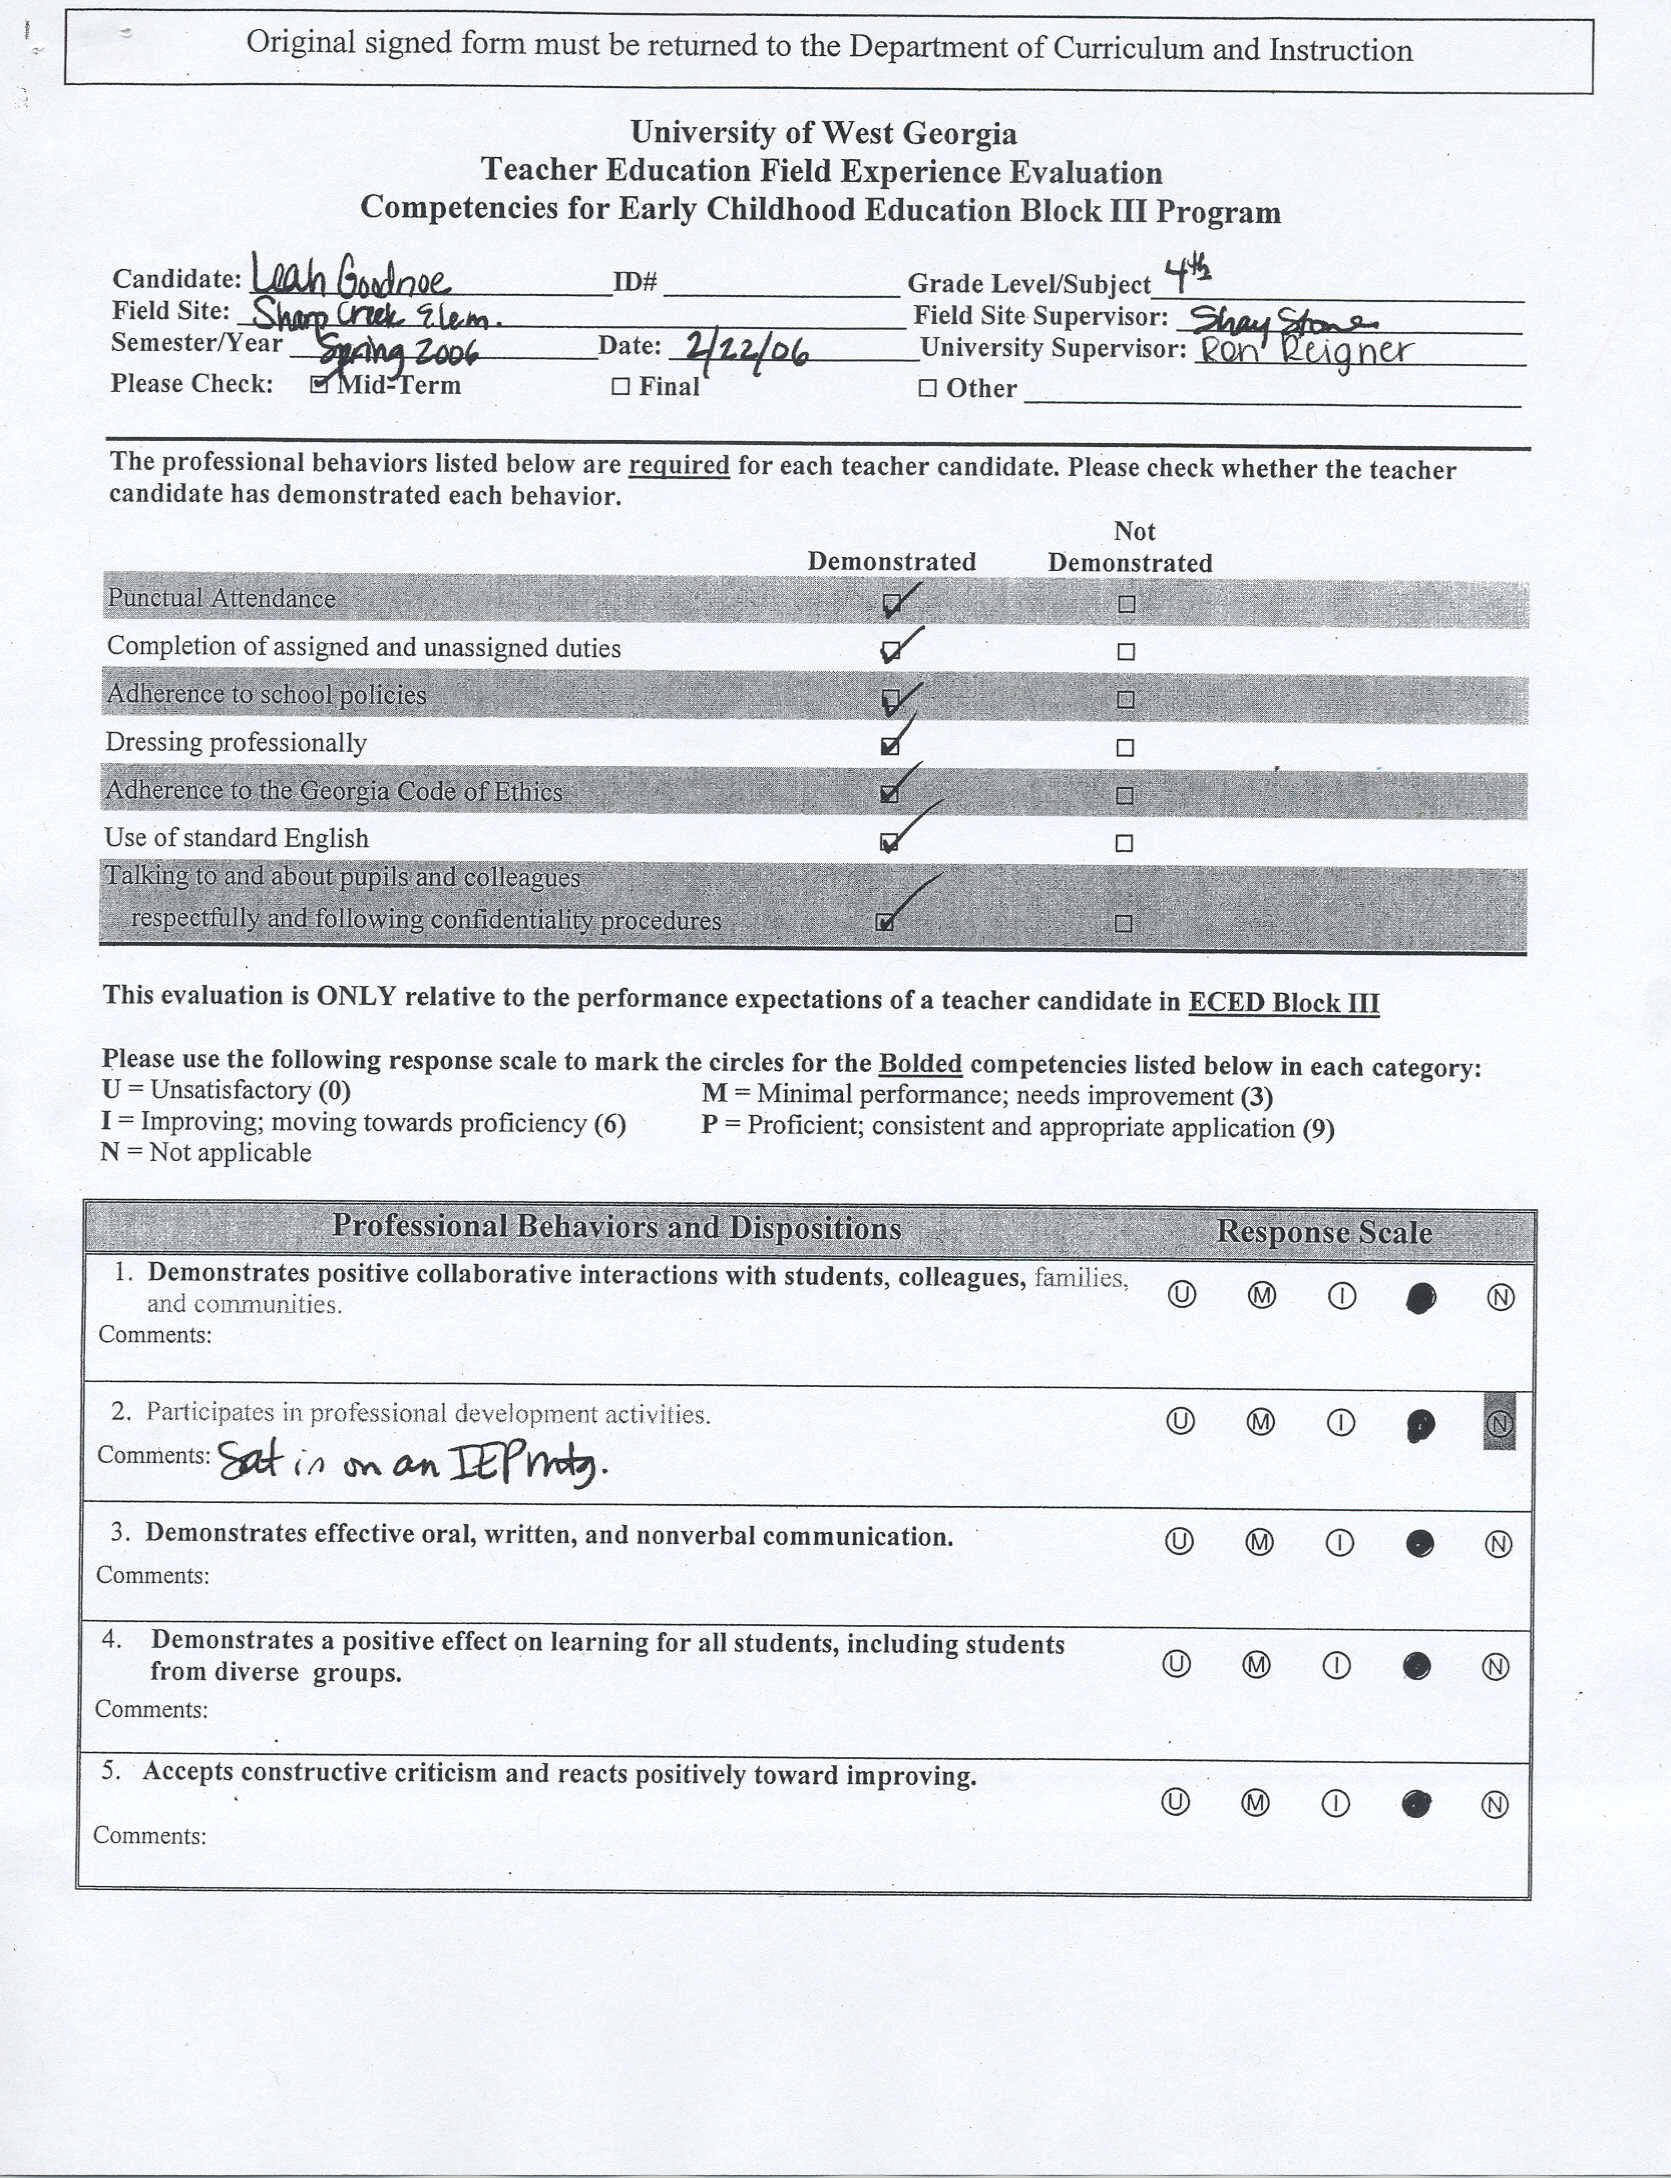 Original signed form must be returned to the Department of Curriculum and Instruction
University of West Georgia
Teacher Education Field Experience Evaluation
Competencies for Early Childhood Education Block III Program
Candidate: Leah Goodnoe ID# Grade Level/Subject 4th
Field Site: Sharp Creek Elem. Field Site Supervisor: Shay Stone
Semester/Year Spring 2006 Date: 2/22/06 University Supervisor: Ron Reigner
Please Check: ☑ Mid-Term ☐ Final ☐ Other
The professional behaviors listed below are required for each teacher candidate. Please check whether the teacher
candidate has demonstrated each behavior.
Not
Demonstrated Demonstrated
Punctual Attendance ☑ ☐
Completion of assigned and unassigned duties ☑ ☐
Adherence to school policies ☑ ☐
Dressing professionally ☑ ☐
Adherence to the Georgia Code of Ethics ☑ ☐
Use of standard English ☑ ☐
Talking to and about pupils and colleagues
respectfully and following confidentiality procedures ☑ ☐
This evaluation is ONLY relative to the performance expectations of a teacher candidate in ECED Block III
Please use the following response scale to mark the circles for the Bolded competencies listed below in each category:
U = Unsatisfactory (0) M = Minimal performance; needs improvement (3)
I = Improving; moving towards proficiency (6) P = Proficient; consistent and appropriate application (9)
N = Not applicable
Professional Behaviors and Dispositions Response Scale
1. Demonstrates positive collaborative interactions with students, colleagues, families, Ⓤ Ⓜ Ⓘ ● Ⓝ
and communities.
Comments:
2. Participates in professional development activities. Ⓤ Ⓜ Ⓘ ● Ⓝ
Comments: Sat in on an IEP mtg.
3. Demonstrates effective oral, written, and nonverbal communication. Ⓤ Ⓜ Ⓘ ● Ⓝ
Comments:
4. Demonstrates a positive effect on learning for all students, including students
from diverse groups. Ⓤ Ⓜ Ⓘ ● Ⓝ
Comments:
5. Accepts constructive criticism and reacts positively toward improving. Ⓤ Ⓜ Ⓘ ● Ⓝ
Comments: